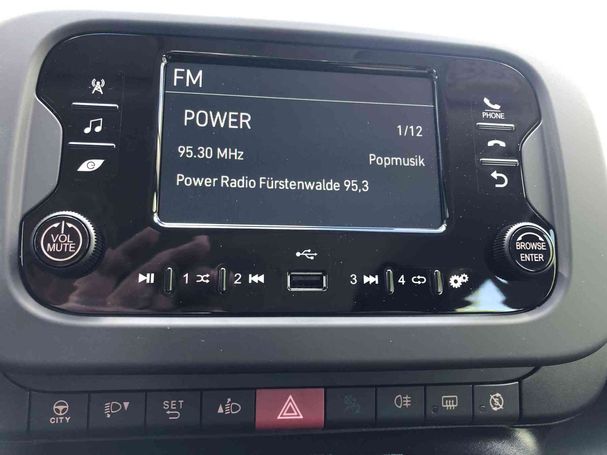 FM
POWER
1/12
95.30 MHz
Popmusik
Power Radio Fürstenwalde 95,3
PHONE
VOL
MUTE
BROWSE
ENTER
1
2
3
4
CITY
SET